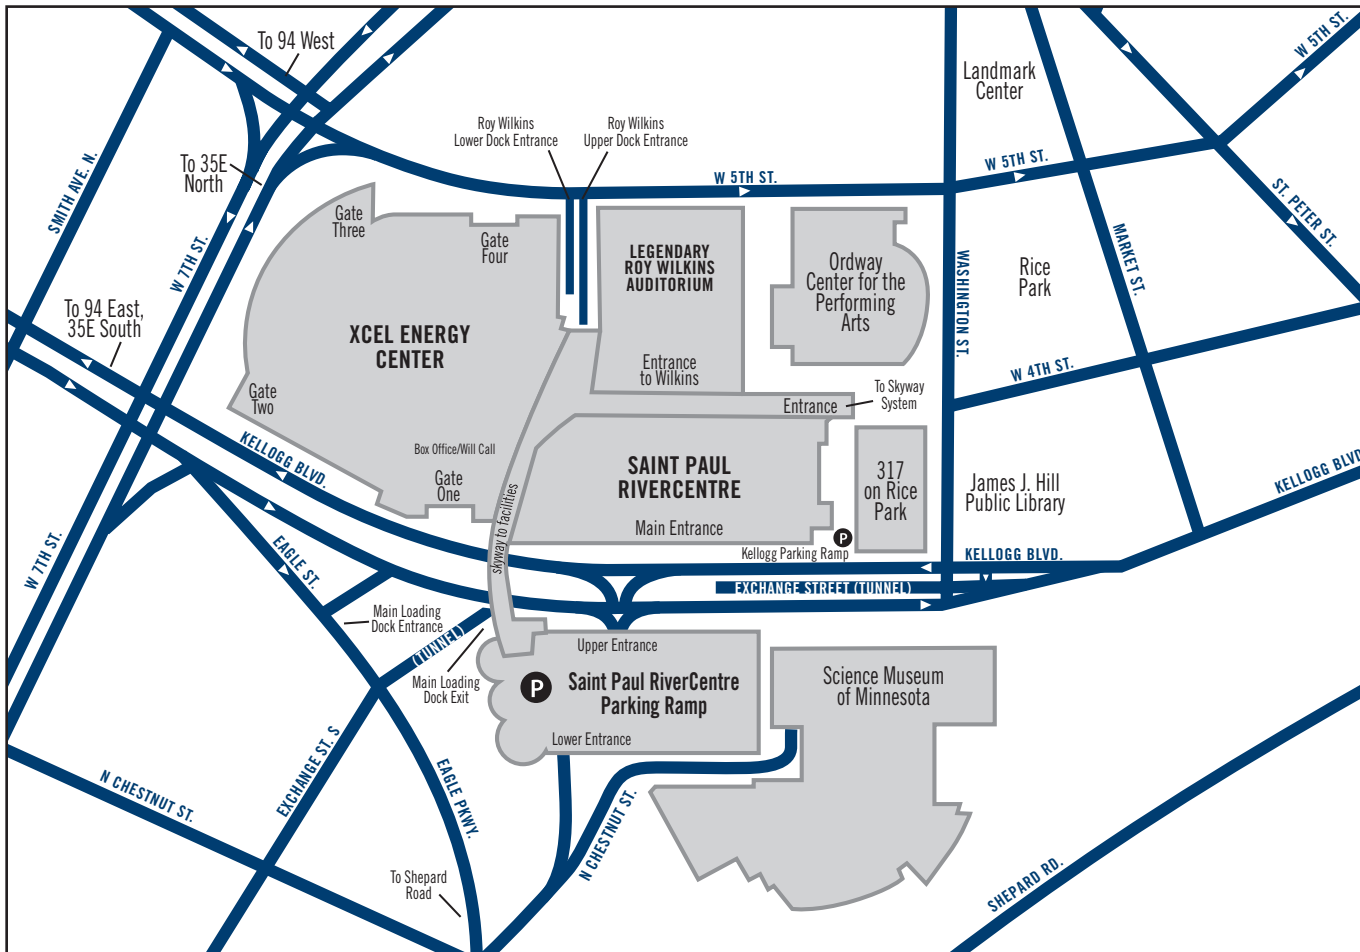 To 94 West
W 5TH ST.
Landmark
Center
Roy Wilkins
Lower Dock Entrance
Roy Wilkins
Upper Dock Entrance
SMITH AVE. N.
To 35E
North
W 5TH ST.
W 5TH ST.
ST. PETER ST.
Gate
Three
Gate
Four
W 7TH ST.
LEGENDARY
ROY WILKINS
AUDITORIUM
Ordway
Center for the
Performing
Arts
WASHINGTON ST.
Rice
Park
MARKET ST.
To 94 East,
35E South
XCEL ENERGY
CENTER
Entrance
to Wilkins
W 4TH ST.
Gate
Two
Entrance
To Skyway
System
KELLOGG BLVD.
Box Office/Will Call
Gate
One
skyway to facilities
SAINT PAUL
RIVERCENTRE
Main Entrance
317
on Rice
Park
James J. Hill
Public Library
KELLOGG BLVD.
P
Kellogg Parking Ramp
KELLOGG BLVD.
W 7TH ST.
EAGLE ST.
EXCHANGE STREET (TUNNEL)
Main Loading
Dock Entrance
(TUNNEL)
Main Loading
Dock Exit
Upper Entrance
P
Saint Paul RiverCentre
Parking Ramp
Lower Entrance
Science Museum
of Minnesota
N CHESTNUT ST.
EXCHANGE ST. S
EAGLE PKWY.
N CHESTNUT ST.
To Shepard
Road
SHEPARD RD.